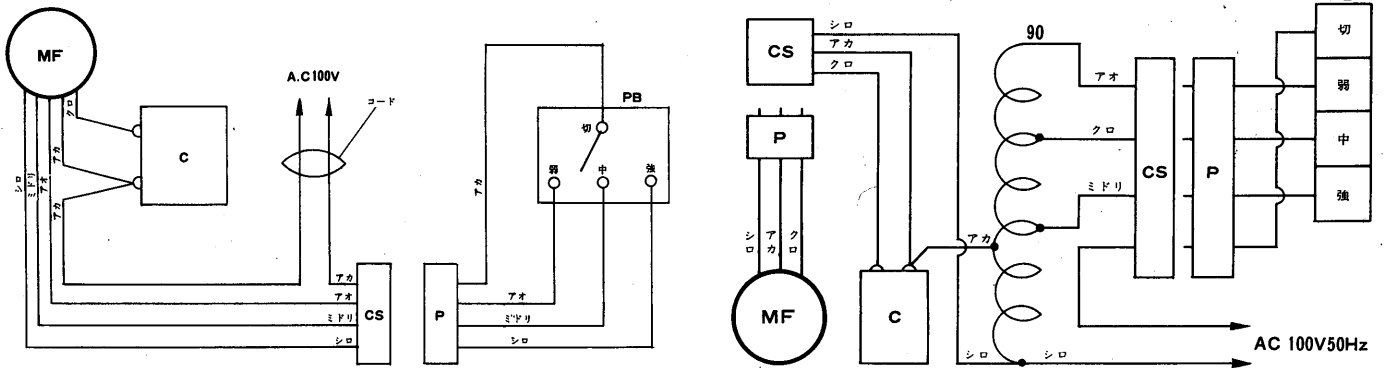 MF
クロ
アカ
シロ
ミドリ
アオ
アカ
C
A.C100V
コード
アカ
PB
切
弱
中
強
アカ
アオ
ミドリ
シロ
CS
P
アオ
ミドリ
シロ
CS
シロ
アカ
クロ
P
シロ
アカ
クロ
MF
C
アカ
90
アオ
クロ
ミドリ
CS
P
切
弱
中
強
シロ
シロ
AC 100V50Hz